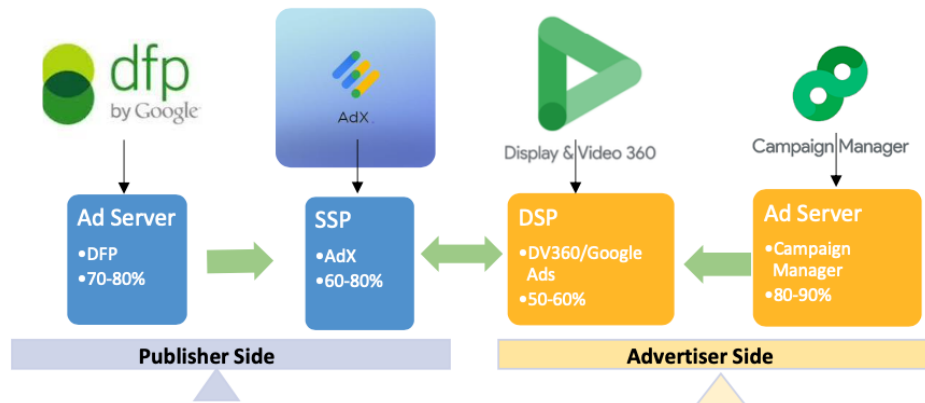 dfp
by Google
AdX
Display & Video 360
Campaign Manager
Ad Server
•DFP
•70-80%
SSP
•AdX
•60-80%
DSP
•DV360/Google
Ads
•50-60%
Ad Server
•Campaign
Manager
•80-90%
Publisher Side
Advertiser Side